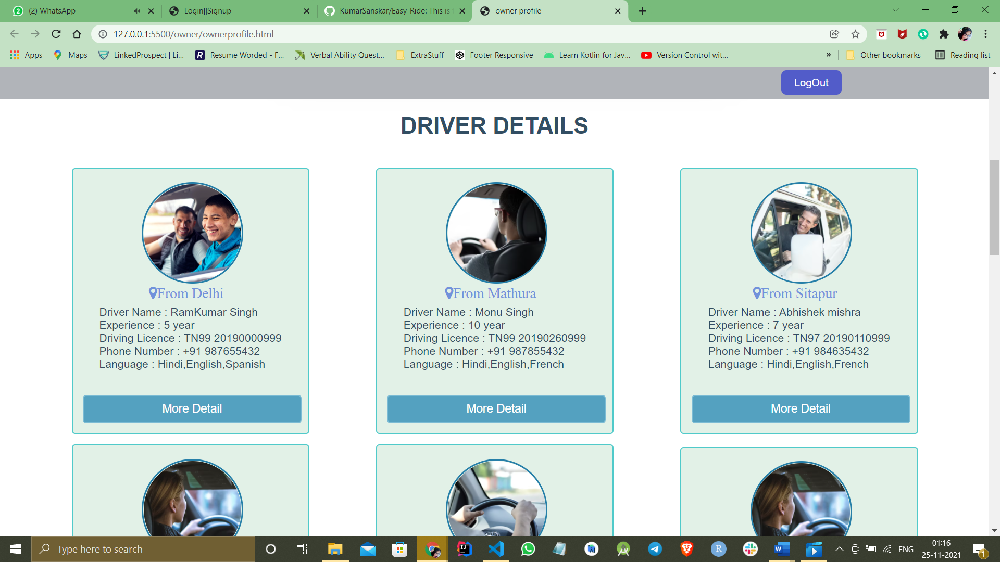 (2) WhatsApp
Login||Signup
KumarSanskar/Easy-Ride: This is
owner profile
127.0.0.1:5500/owner/ownerprofile.html
Apps
Maps
LinkedProspect | Li...
Resume Worded - F...
Verbal Ability Quest...
ExtraStuff
Footer Responsive
Learn Kotlin for Jav...
Version Control wit...
»
Other bookmarks
Reading list
LogOut
DRIVER DETAILS
From Delhi
Driver Name : RamKumar Singh
Experience : 5 year
Driving Licence : TN99 20190000999
Phone Number : +91 987655432
Language : Hindi,English,Spanish
More Detail
From Mathura
Driver Name : Monu Singh
Experience : 10 year
Driving Licence : TN99 20190260999
Phone Number : +91 987855432
Language : Hindi,English,French
More Detail
From Sitapur
Driver Name : Abhishek mishra
Experience : 7 year
Driving Licence : TN97 20190110999
Phone Number : +91 984635432
Language : Hindi,English,French
More Detail
Type here to search
ENG
01:16
25-11-2021
1